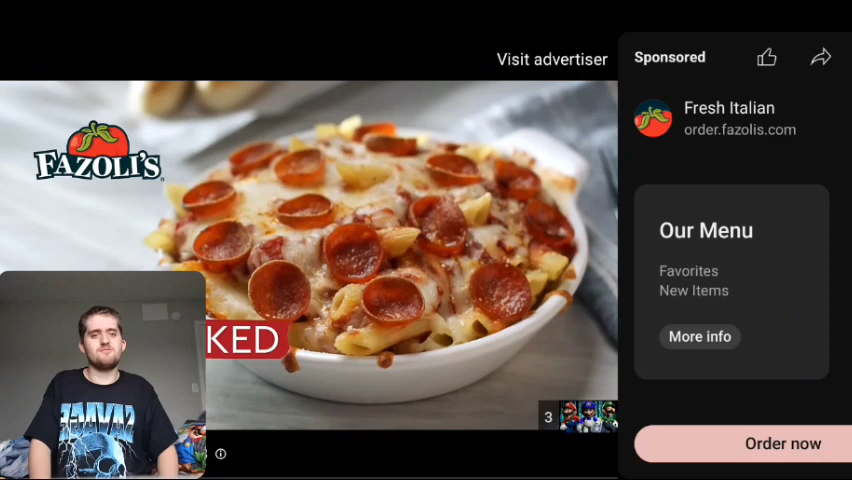 Visit advertiser
Sponsored
Fresh Italian
order.fazolis.com
FAZOLI'S
Our Menu
Favorites
New Items
More info
KED
3
Order now